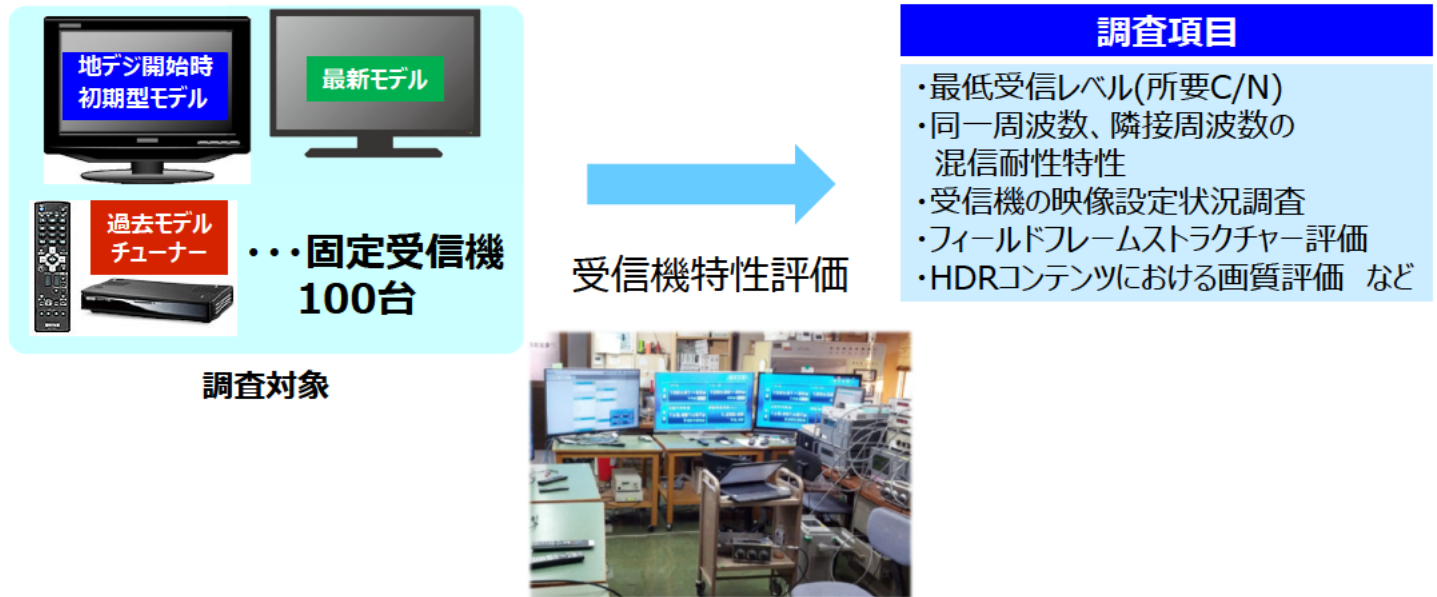 地デジ開始時
初期型モデル
最新モデル
過去モデル
チューナー
・・・固定受信機
100台
調査対象
受信機特性評価
調査項目
・最低受信レベル(所要C/N)
・同一周波数、隣接周波数の
混信耐性特性
・受信機の映像設定状況調査
・フィールドフレームストラクチャー評価
・HDRコンテンツにおける画質評価　など